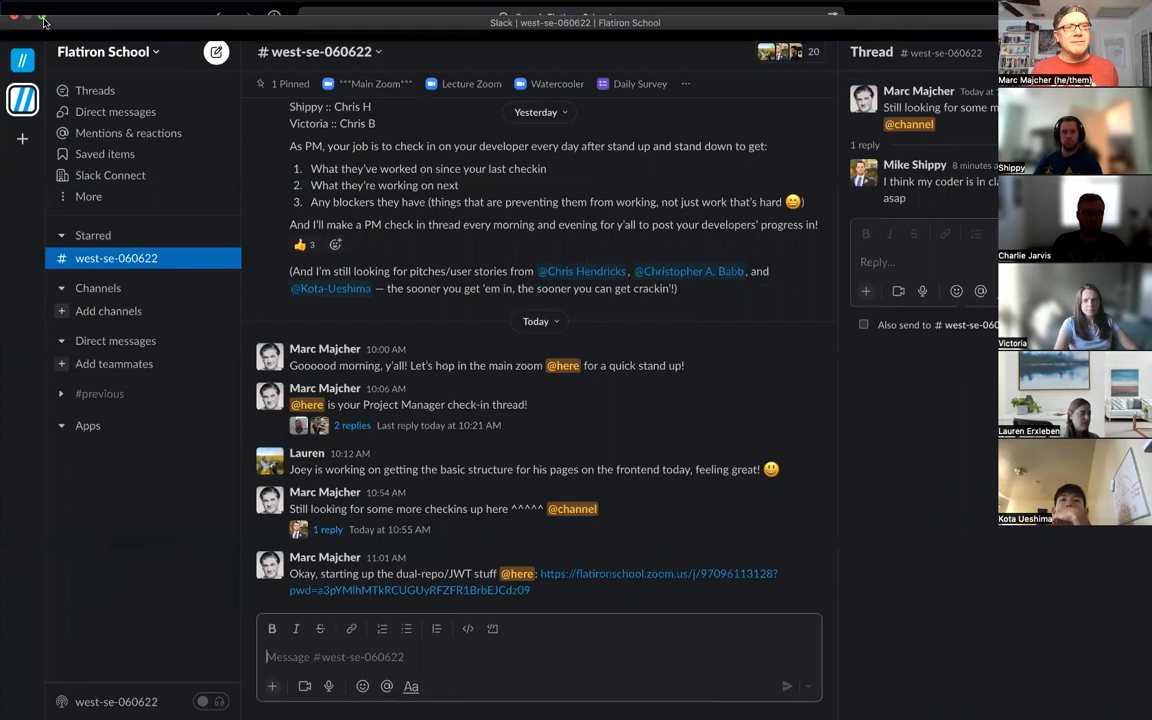 Slack | west-se-060622 | Flatiron School
Flatiron School
Threads
Direct messages
Mentions & reactions
Saved items
Slack Connect
More
Starred
# west-se-060622
Channels
Add channels
Direct messages
Add teammates
#previous
Apps
west-se-060622
# west-se-060622
20
1 Pinned
***Main Zoom***
Lecture Zoom
Watercooler
Daily Survey
Shippy :: Chris H
Victoria :: Chris B
Yesterday
As PM, your job is to check in on your developer every day after stand up and stand down to get:
1. What they've worked on since your last checkin
2. What they're working on next
3. Any blockers they have (things that are preventing them from working, not just work that's hard 😄)
And I'll make a PM check in thread every morning and evening for y'all to post your developers' progress in!
👍 3
(And I'm still looking for pitches/user stories from @Chris Hendricks, @Christopher A. Babb, and
@Kota-Ueshima — the sooner you get 'em in, the sooner you can get crackin'!)
Today
Marc Majcher 10:00 AM
Goooood morning, y'all! Let's hop in the main zoom @here for a quick stand up!
Marc Majcher 10:06 AM
@here is your Project Manager check-in thread!
2 replies Last reply today at 10:21 AM
Lauren 10:12 AM
Joey is working on getting the basic structure for his pages on the frontend today, feeling great! 😃
Marc Majcher 10:54 AM
Still looking for some more checkins up here ^^^^^ @channel
1 reply Today at 10:55 AM
Marc Majcher 11:01 AM
Okay, starting up the dual-repo/JWT stuff @here: https://flatironschool.zoom.us/j/97096113128?
pwd=a3pYMlhMTkRCUGUyRFZFR1BrbEJCdz09
Message #west-se-060622
Aa
Thread # west-se-060622
Marc Majcher Today at
Still looking for some m
@channel
1 reply
Mike Shippy 8 minutes a
I think my coder is in cla
asap
Reply...
Also send to # west-se-060
Marc Majcher (he/them)
Shippy
Charlie Jarvis
Victoria
Lauren Erxleben
Kota Ueshima